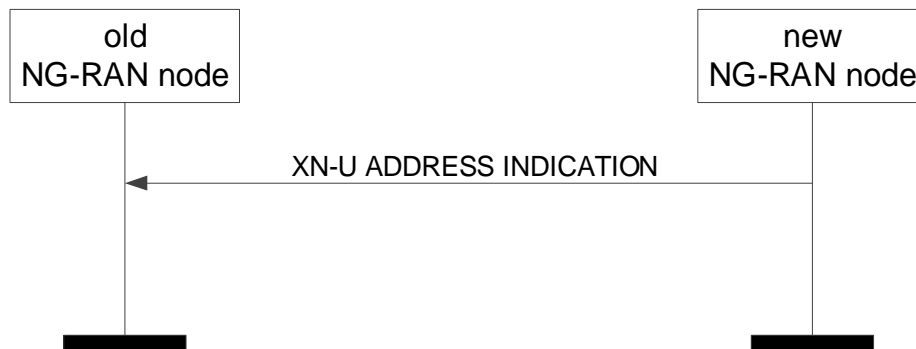 old
NG-RAN node
new
NG-RAN node
XN-U ADDRESS INDICATION